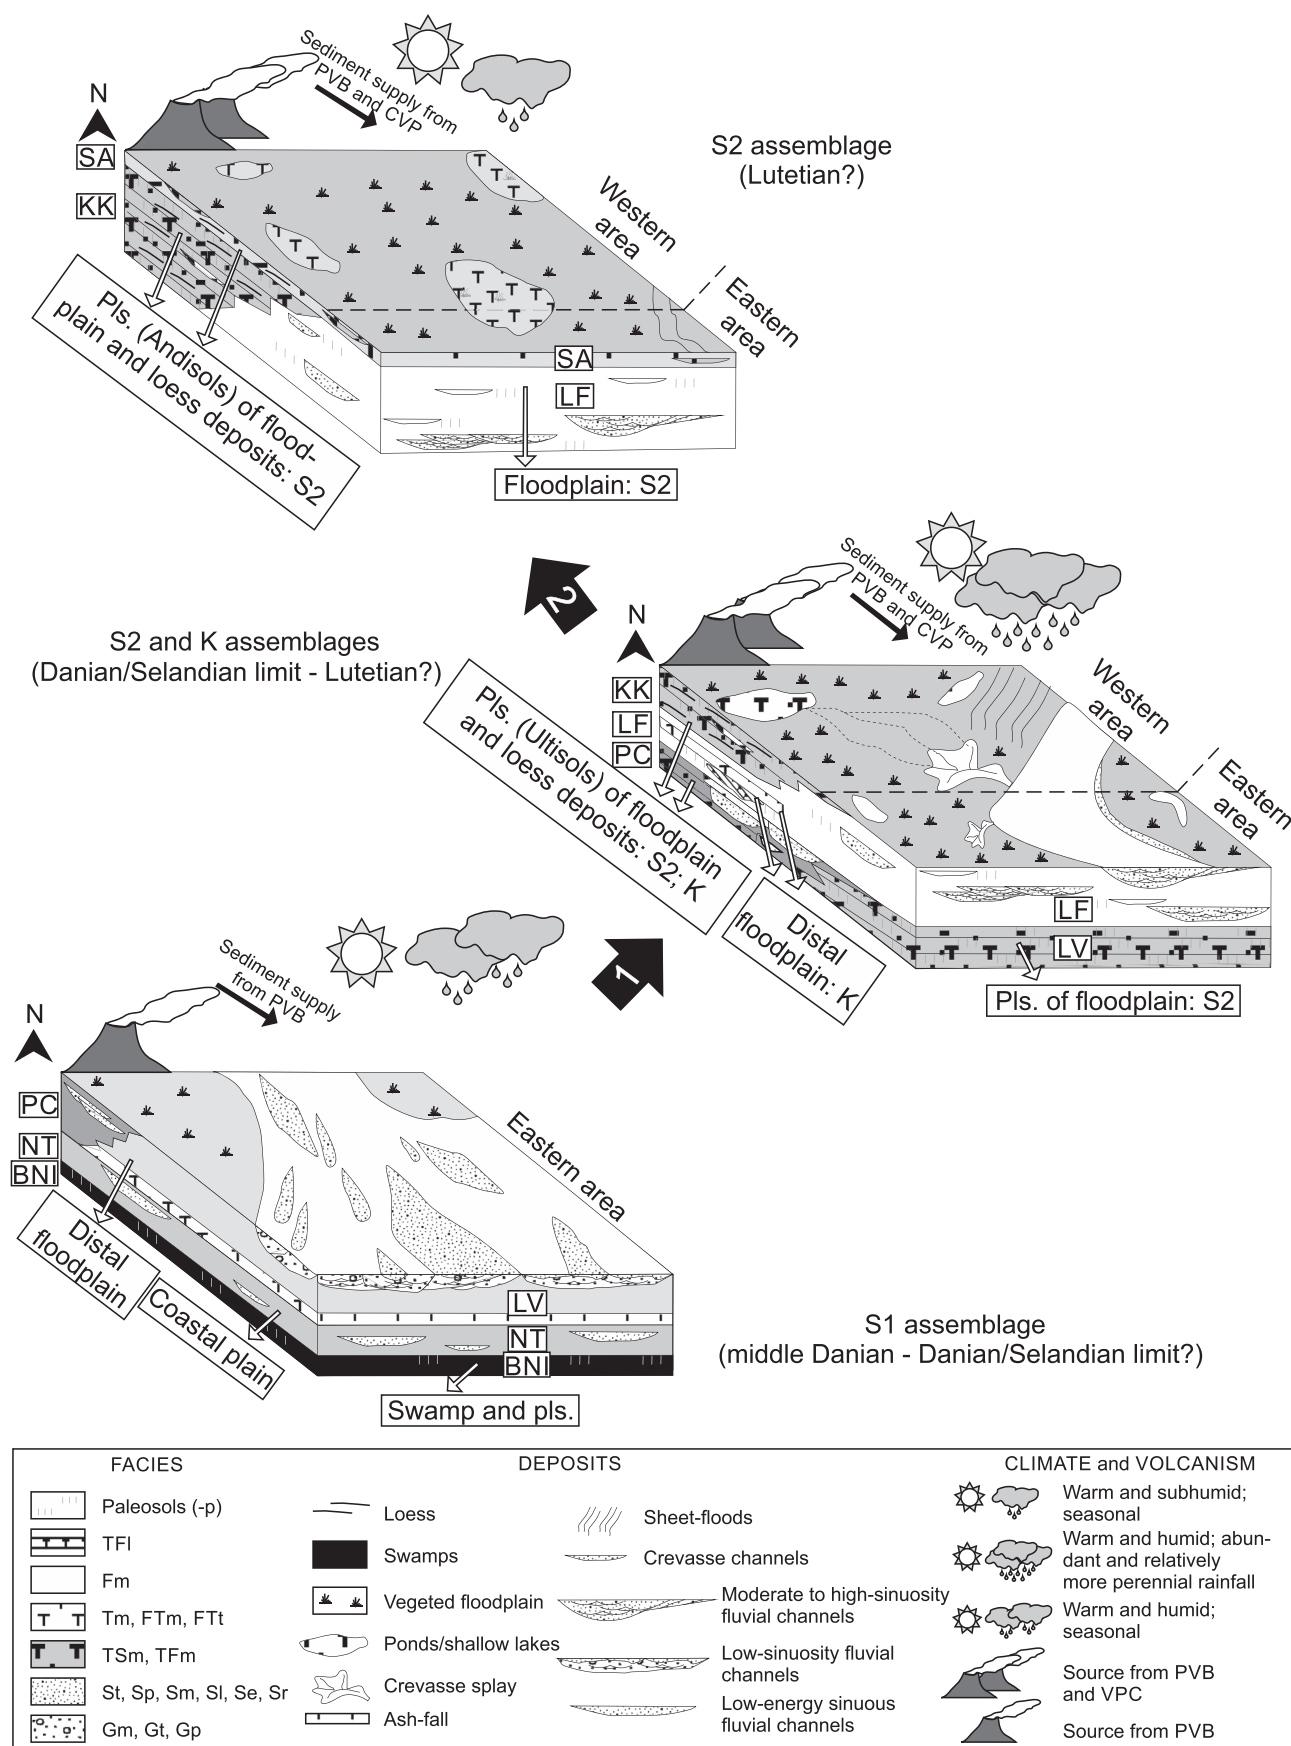 Sediment supply from
PVB and CVP
N
SA
KK
S2 assemblage
(Lutetian?)
Western
area
Eastern
area
SA
LF
Pls. (Andisols) of flood-
plain and loess deposits: S2
Floodplain: S2
2
Sediment supply from
PVB and CVP
N
S2 and K assemblages
(Danian/Selandian limit - Lutetian?)
KK
LF
PC
Western
area
Eastern
area
Pls. (Ultisols) of floodplain
and loess deposits: S2; K
Distal
floodplain: K
LF
LV
Pls. of floodplain: S2
1
Sediment supply
from PVB
N
PC
NT
BNI
Eastern area
Distal
floodplain
Coastal plain
LV
NT
BNI
Swamp and pls.
S1 assemblage
(middle Danian - Danian/Selandian limit?)
FACIES
Paleosols (-p)
TFl
Fm
Tm, FTm, FTt
TSm, TFm
St, Sp, Sm, Sl, Se, Sr
Gm, Gt, Gp
DEPOSITS
Loess
Swamps
Vegeted floodplain
Ponds/shallow lakes
Crevasse splay
Ash-fall
Sheet-floods
Crevasse channels
Moderate to high-sinuosity
fluvial channels
Low-sinuosity fluvial
channels
Low-energy sinuous
fluvial channels
CLIMATE and VOLCANISM
Warm and subhumid;
seasonal
Warm and humid; abun-
dant and relatively
more perennial rainfall
Warm and humid;
seasonal
Source from PVB
and VPC
Source from PVB